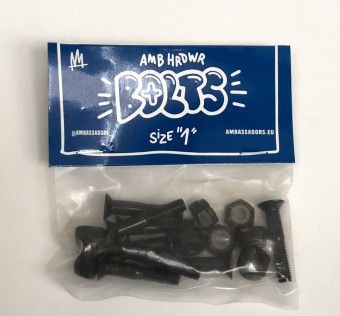 AMB HRDWR
BOLTS
SIZE "1"
@AMBASSADORS.
AMBASSADORS.EU